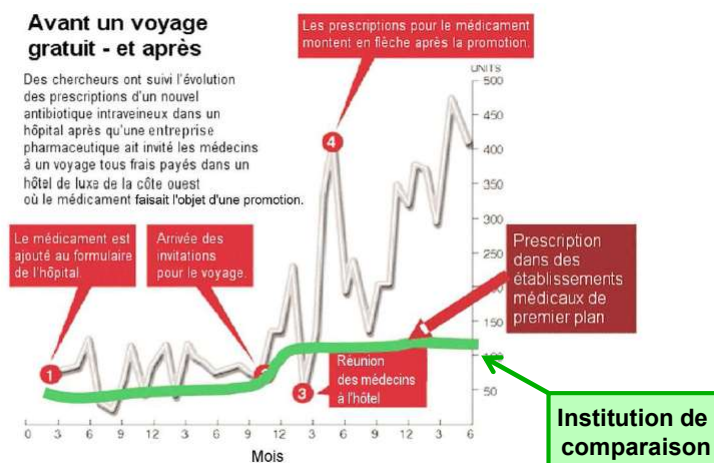 Avant un voyage
gratuit - et après
Des chercheurs ont suivi l'évolution
des prescriptions d'un nouvel
antibiotique intraveineux dans un
hôpital après qu'une entreprise
pharmaceutique ait invité les médecins
à un voyage tous frais payés dans un
hôtel de luxe de la côte ouest
où le médicament faisait l'objet d'une promotion.
Les prescriptions pour le médicament
montent en flèche après la promotion.
UNITS
500
450
400
350
300
250
200
150
100
50
Le médicament est
ajouté au formulaire
de l'hôpital.
Arrivée des
invitations
pour le voyage.
Prescription
dans des
établissements
médicaux de
premier plan
Réunion
des médecins
à l'hôtel
1
2
3
4
0 3 6 9 12 3 6 9 12 3 6 9 12 3 6
Mois
Institution de
comparaison